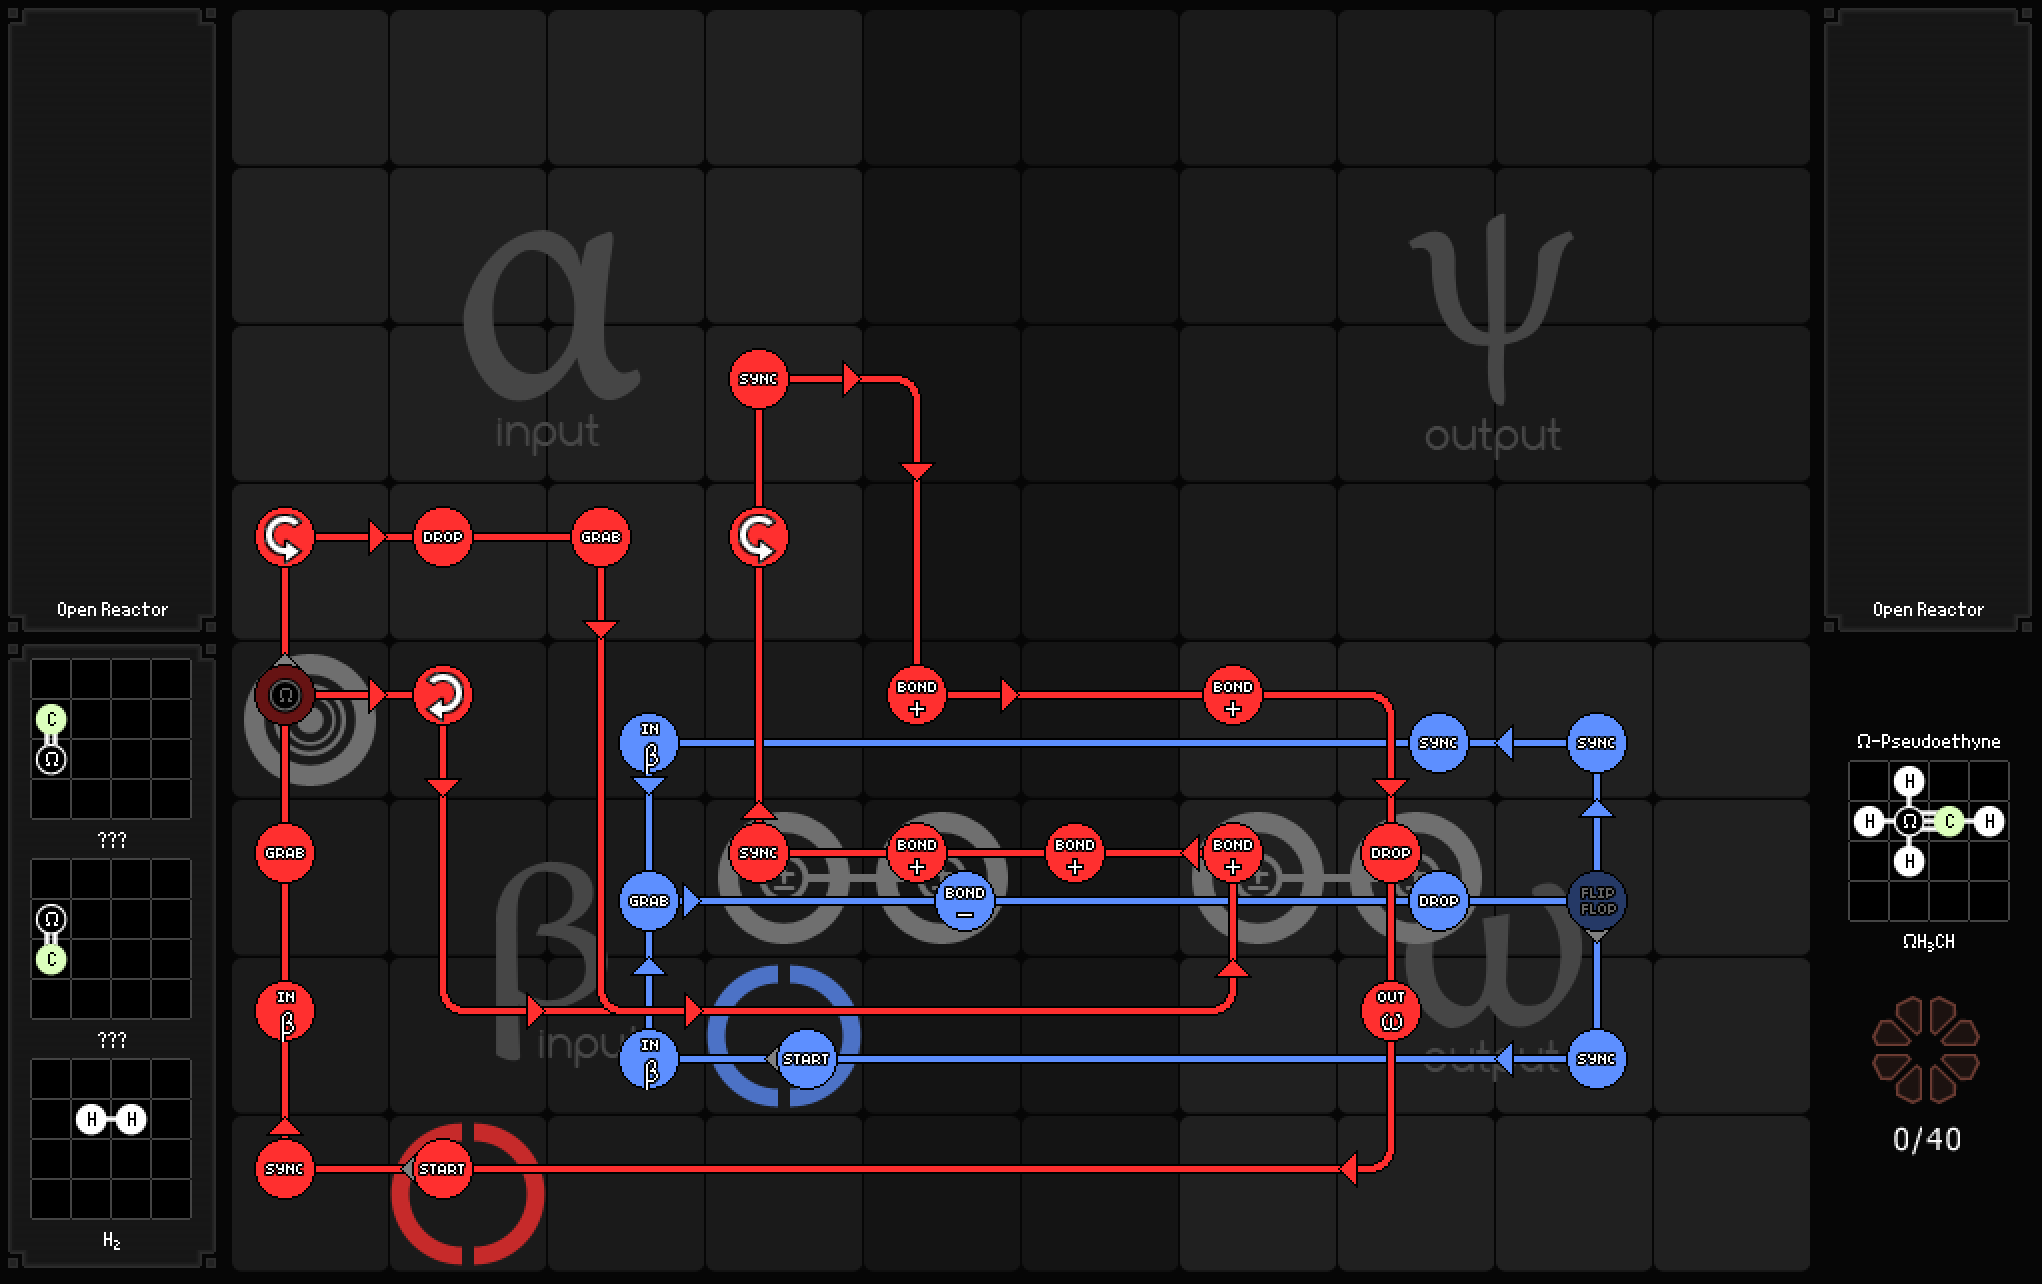 α
input
ψ
output
SYNC
DROP
GRAB
Open Reactor
Open Reactor
Ω
BOND
+
BOND
+
C
Ω
IN
β
SYNC
SYNC
Ω-Pseudoethyne
H
H
Ω
C
H
H
???
GRAB
SYNC
BOND
+
BOND
+
BOND
+
DROP
GRAB
BOND
−
DROP
FLIP
FLOP
Ω
C
β
input
ω
output
ΩH₃CH
IN
β
OUT
ω
???
IN
β
START
SYNC
H
H
0/40
SYNC
START
H₂